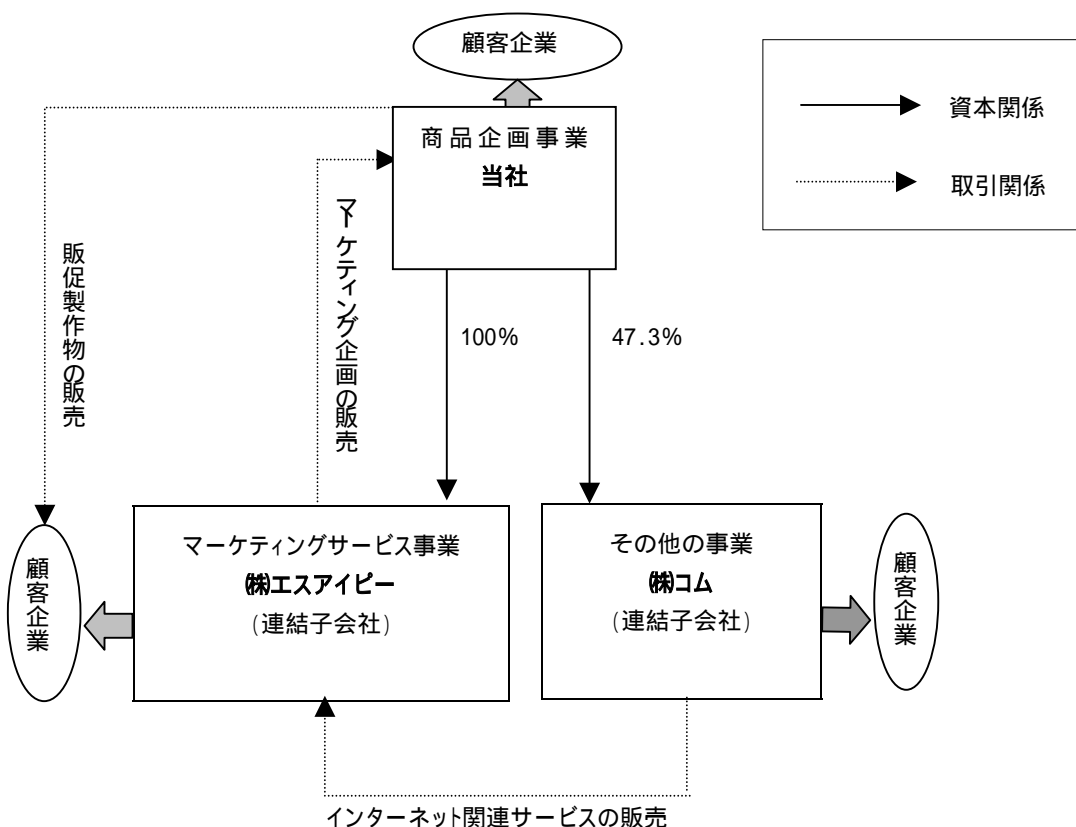 顧客企業
商品企画事業
当社
資本関係
取引関係
販促製作物の販売
マーケティング企画の販売
100%
47.3%
マーケティングサービス事業
㈱エスアイピー
(連結子会社)
その他の事業
㈱コム
(連結子会社)
顧客企業
顧客企業
インターネット関連サービスの販売